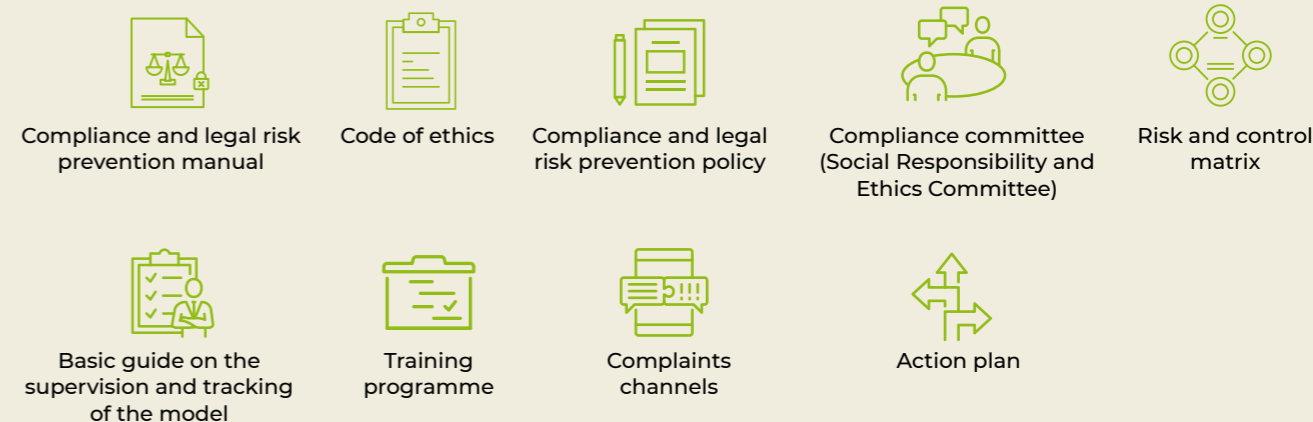 Compliance and legal risk
prevention manual
Code of ethics
Compliance and legal
risk prevention policy
Compliance committee
(Social Responsibility and
Ethics Committee)
Risk and control
matrix
Basic guide on the
supervision and tracking
of the model
Training
programme
Complaints
channels
Action plan